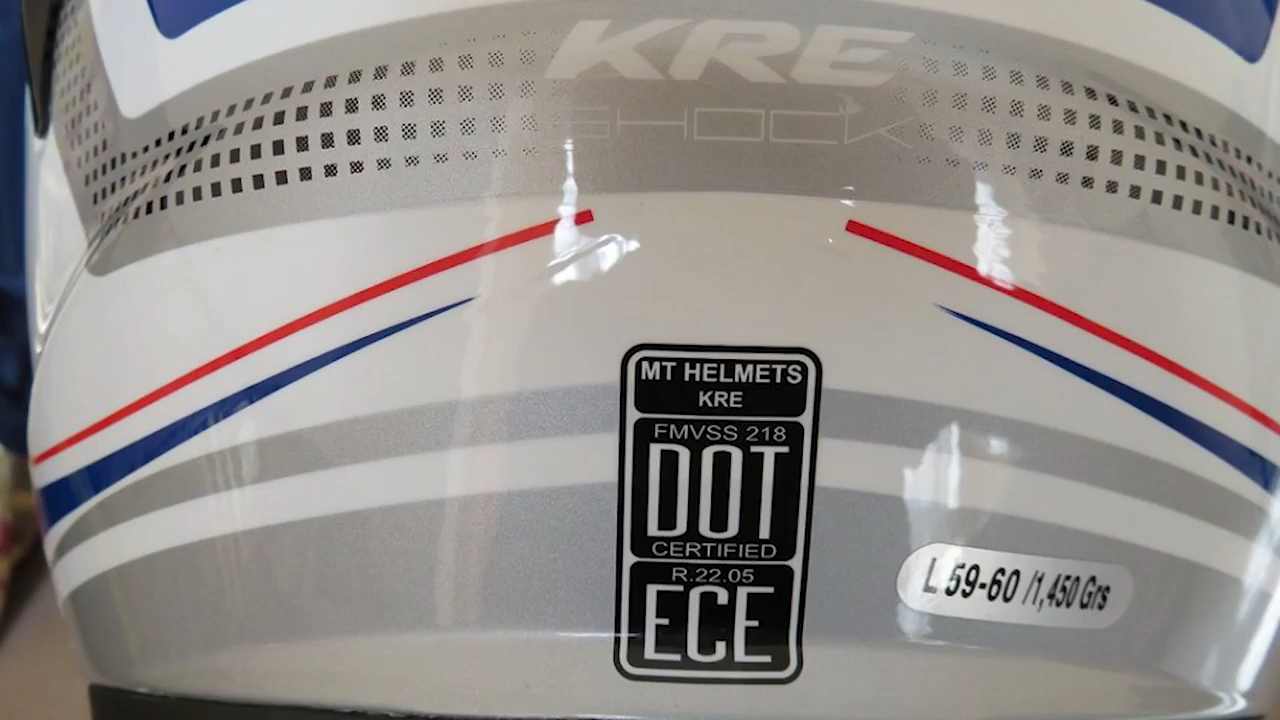 KRE
SHOCK
MT HELMETS
KRE
FMVSS 218
DOT
CERTIFIED
R.22.05
ECE
L 59-60 /1,450 Grs